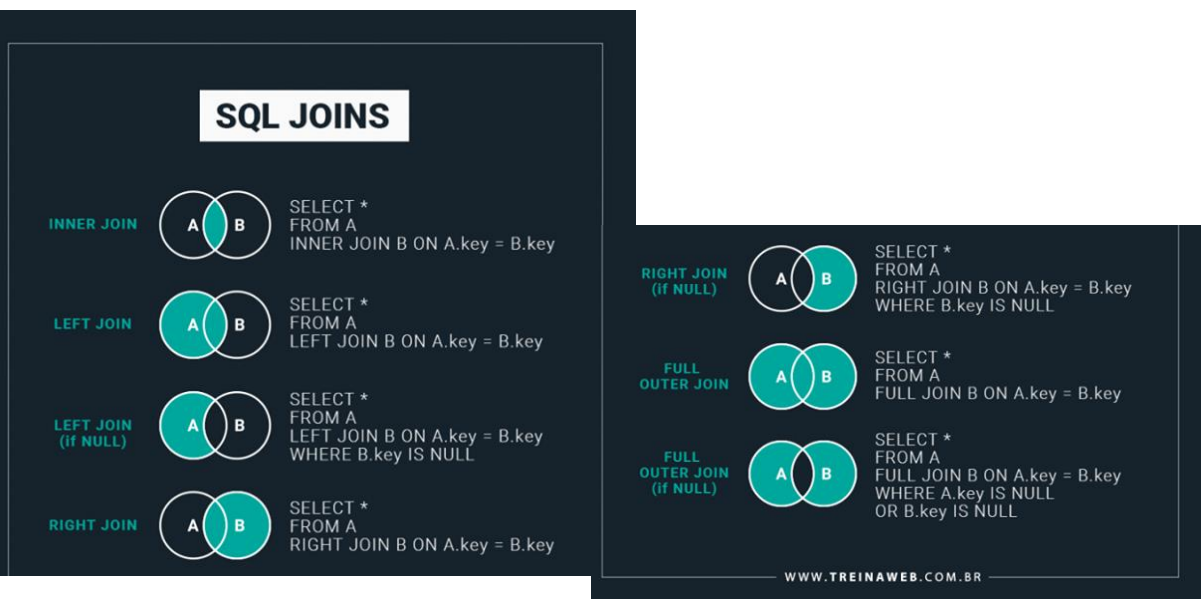 SQL JOINS
INNER JOIN
A B
SELECT *
FROM A
INNER JOIN B ON A.key = B.key
LEFT JOIN
A B
SELECT *
FROM A
LEFT JOIN B ON A.key = B.key
LEFT JOIN
(if NULL)
A B
SELECT *
FROM A
LEFT JOIN B ON A.key = B.key
WHERE B.key IS NULL
RIGHT JOIN
A B
SELECT *
FROM A
RIGHT JOIN B ON A.key = B.key
RIGHT JOIN
(if NULL)
A B
SELECT *
FROM A
RIGHT JOIN B ON A.key = B.key
WHERE B.key IS NULL
FULL
OUTER JOIN
A B
SELECT *
FROM A
FULL JOIN B ON A.key = B.key
FULL
OUTER JOIN
(if NULL)
A B
SELECT *
FROM A
FULL JOIN B ON A.key = B.key
WHERE A.key IS NULL
OR B.key IS NULL
WWW.TREINAWEB.COM.BR